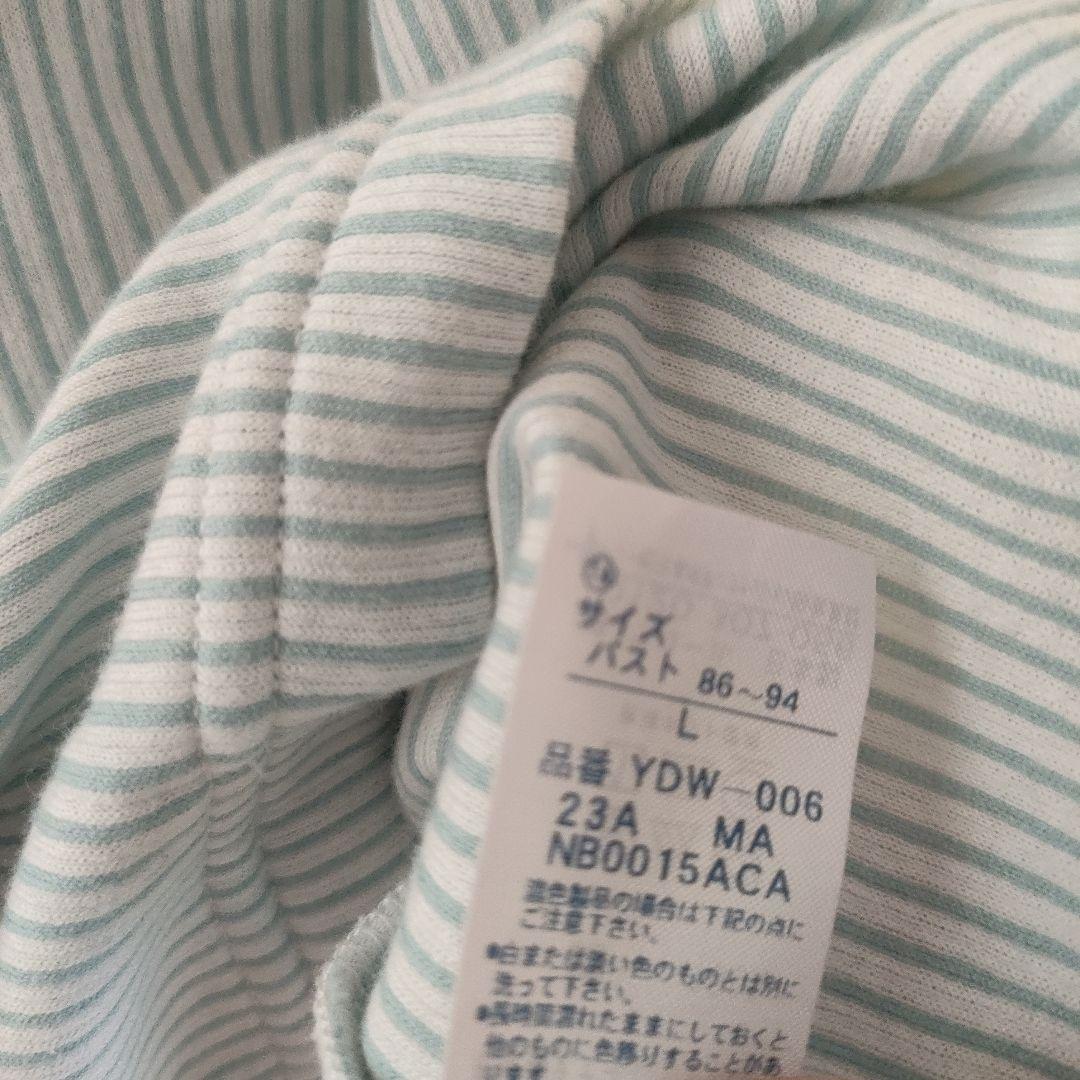 サイズ
バスト 86〜94
L
品番 YDW-006
23A MA
NB0015ACA
混色製品の場合は下記の点に
ご注意下さい。
●白または淡い色のものとは別に
洗って下さい。
●長時間濡れたままにしておくと
他のものに色移りすることがあ
ります